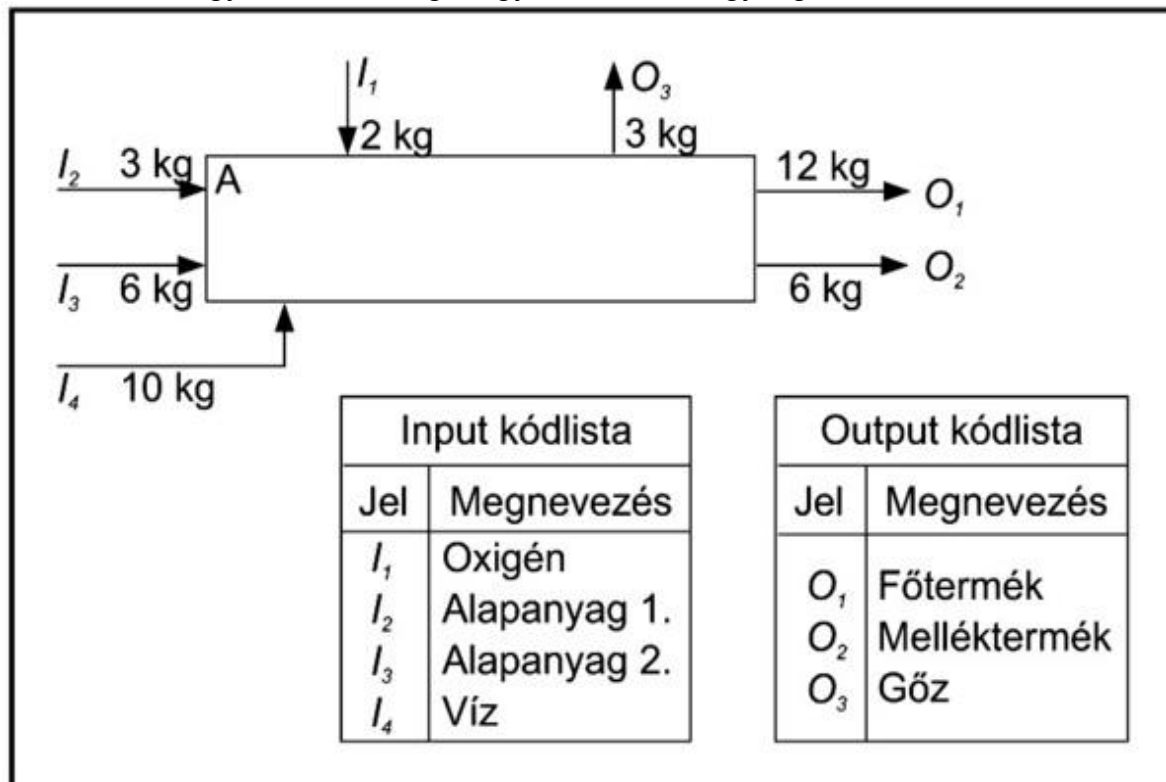 I₁
O₃
2 kg
3 kg
I₂ 3 kg
A
12 kg
O₁
I₃ 6 kg
6 kg
O₂
I₄ 10 kg
Input kódlista
Jel Megnevezés
I₁ Oxigén
I₂ Alapanyag 1.
I₃ Alapanyag 2.
I₄ Víz
Output kódlista
Jel Megnevezés
O₁ Főtermék
O₂ Melléktermék
O₃ Gőz